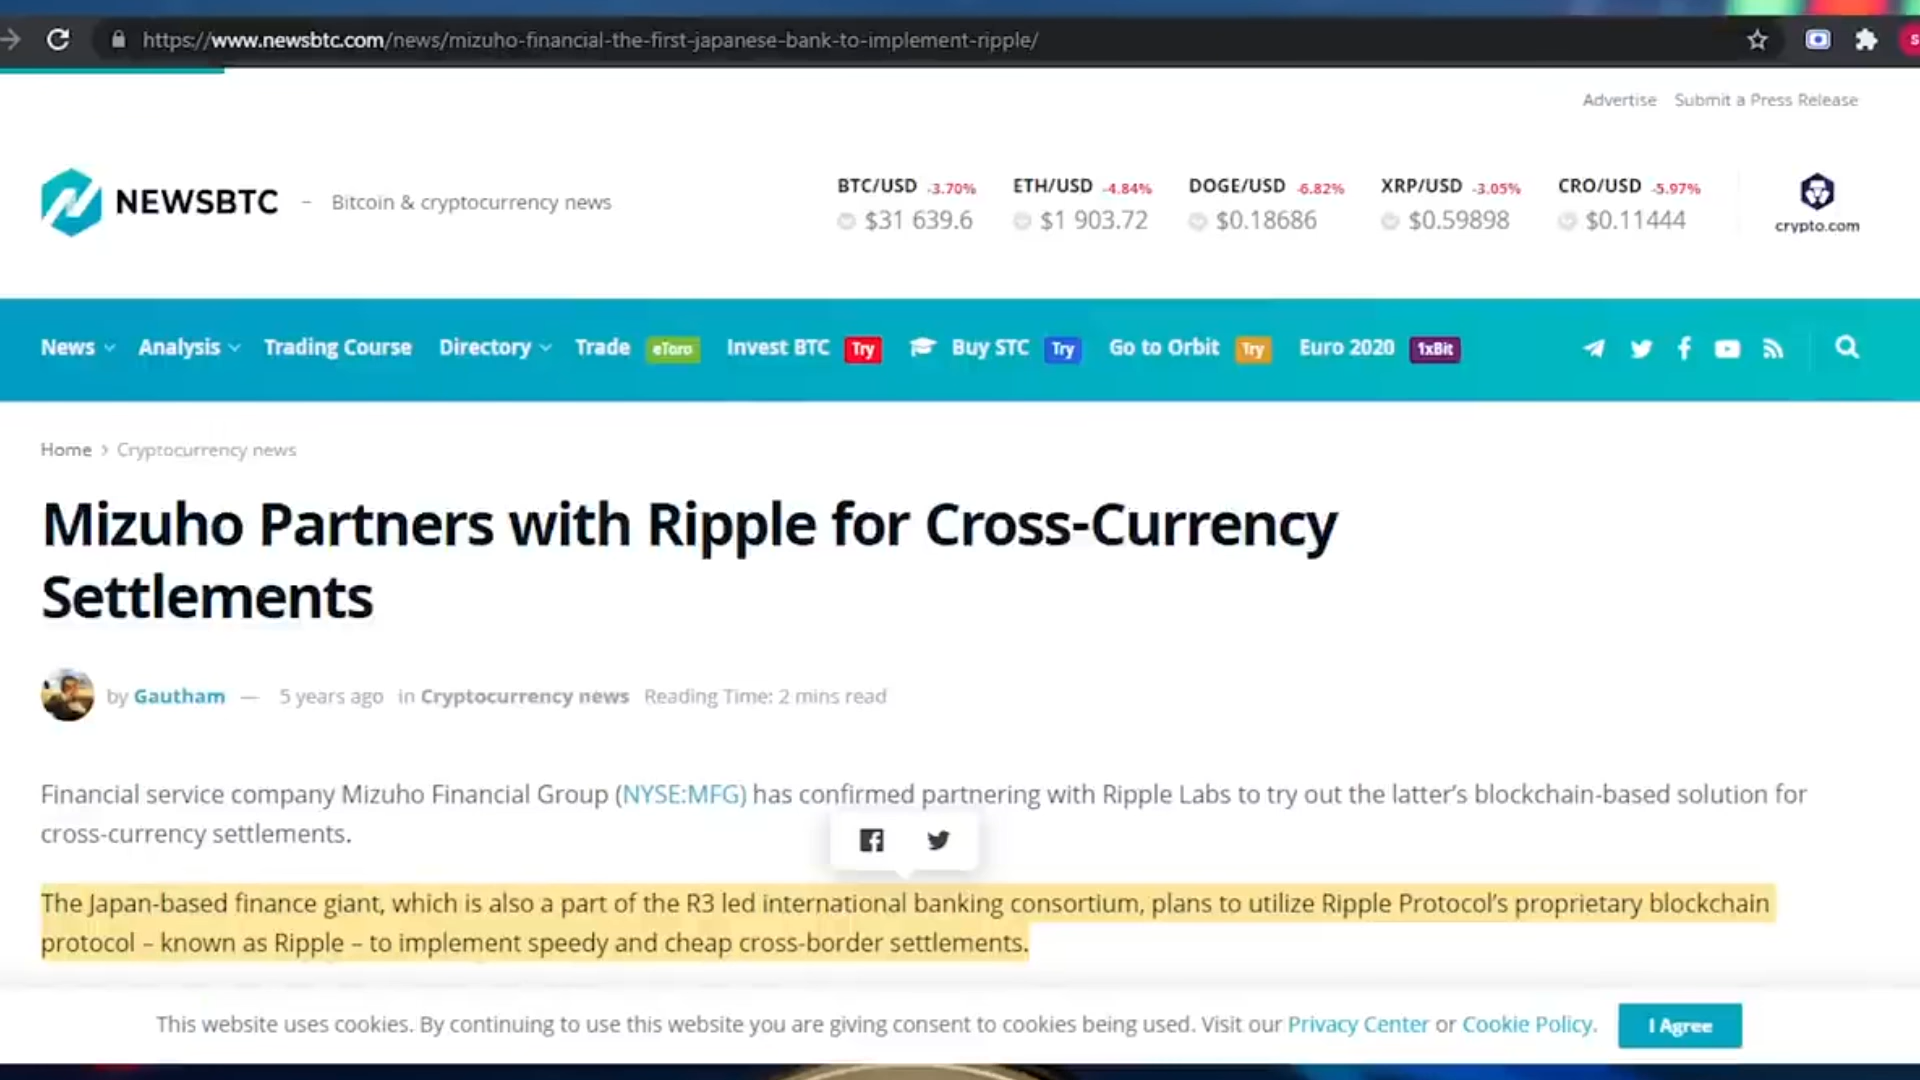 https://www.newsbtc.com/news/mizuho-financial-the-first-japanese-bank-to-implement-ripple/
S
Advertise Submit a Press Release
NEWSBTC – Bitcoin & cryptocurrency news
BTC/USD -3.70% ETH/USD -4.84% DOGE/USD -6.82% XRP/USD -3.05% CRO/USD -5.97%
$31 639.6 $1 903.72 $0.18686 $0.59898 $0.11444
crypto.com
News Analysis Trading Course Directory Trade eToro Invest BTC Try Buy STC Try Go to Orbit Try Euro 2020 1xBit
Home > Cryptocurrency news
Mizuho Partners with Ripple for Cross-Currency
Settlements
by Gautham — 5 years ago in Cryptocurrency news Reading Time: 2 mins read
Financial service company Mizuho Financial Group (NYSE:MFG) has confirmed partnering with Ripple Labs to try out the latter’s blockchain-based solution for
cross-currency settlements.
The Japan-based finance giant, which is also a part of the R3 led international banking consortium, plans to utilize Ripple Protocol’s proprietary blockchain
protocol – known as Ripple – to implement speedy and cheap cross-border settlements.
This website uses cookies. By continuing to use this website you are giving consent to cookies being used. Visit our Privacy Center or Cookie Policy. I Agree